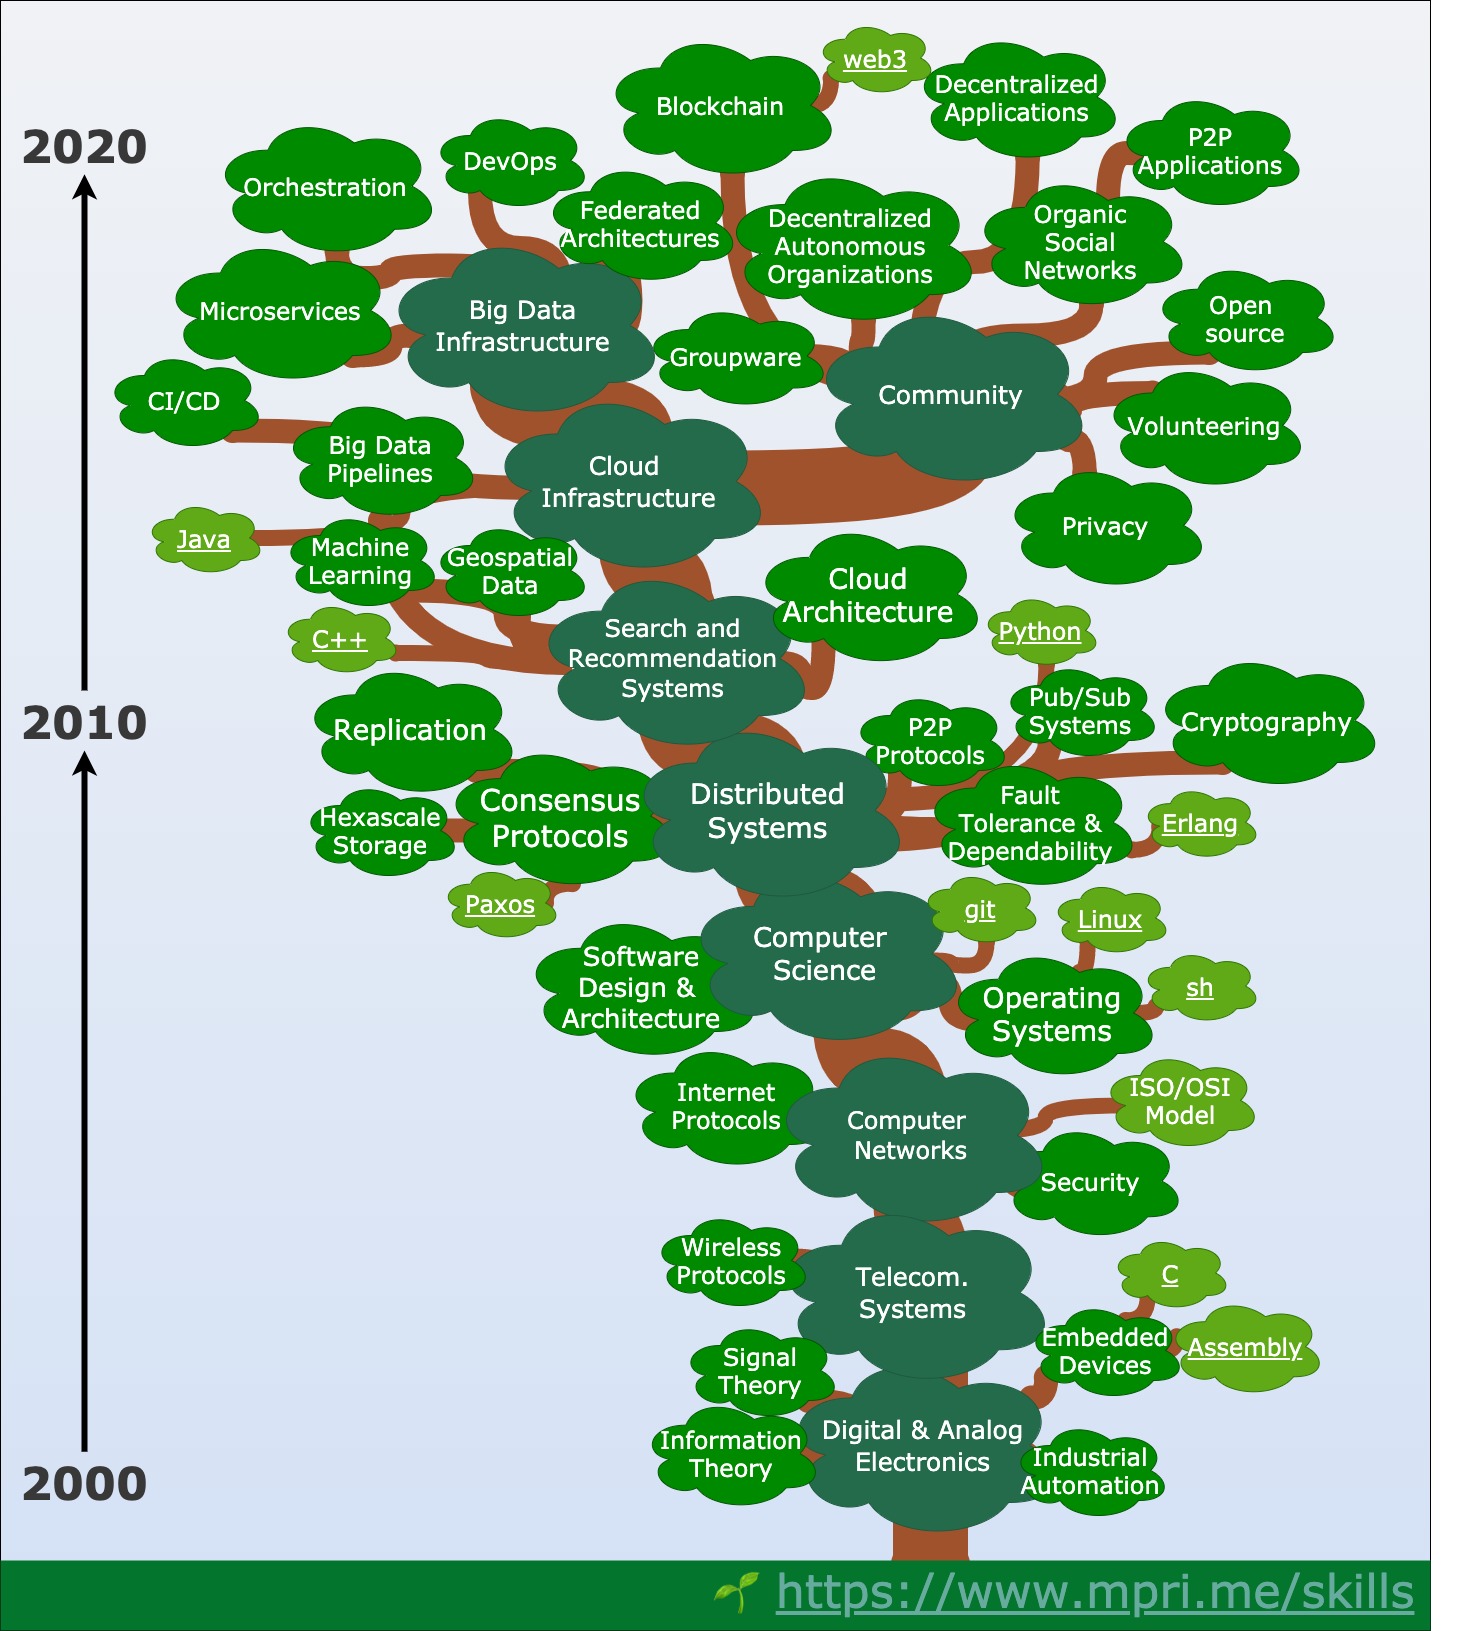 web3
Decentralized
Applications
Blockchain
P2P
Applications
2020
DevOps
Orchestration
Federated
Architectures
Decentralized
Autonomous
Organizations
Organic
Social
Networks
Microservices
Big Data
Infrastructure
Open
source
Groupware
Community
CI/CD
Volunteering
Big Data
Pipelines
Cloud
Infrastructure
Privacy
Java
Machine
Learning
Geospatial
Data
Cloud
Architecture
C++
Search and
Recommendation
Systems
Python
2010
Replication
P2P
Protocols
Pub/Sub
Systems
Cryptography
Hexascale
Storage
Consensus
Protocols
Distributed
Systems
Fault
Tolerance &
Dependability
Erlang
Paxos
git
Linux
Software
Design &
Architecture
Computer
Science
Operating
Systems
sh
Internet
Protocols
Computer
Networks
ISO/OSI
Model
Security
Wireless
Protocols
Telecom.
Systems
C
Signal
Theory
Embedded
Devices
Assembly
Information
Theory
Digital & Analog
Electronics
Industrial
Automation
2000
https://www.mpri.me/skills